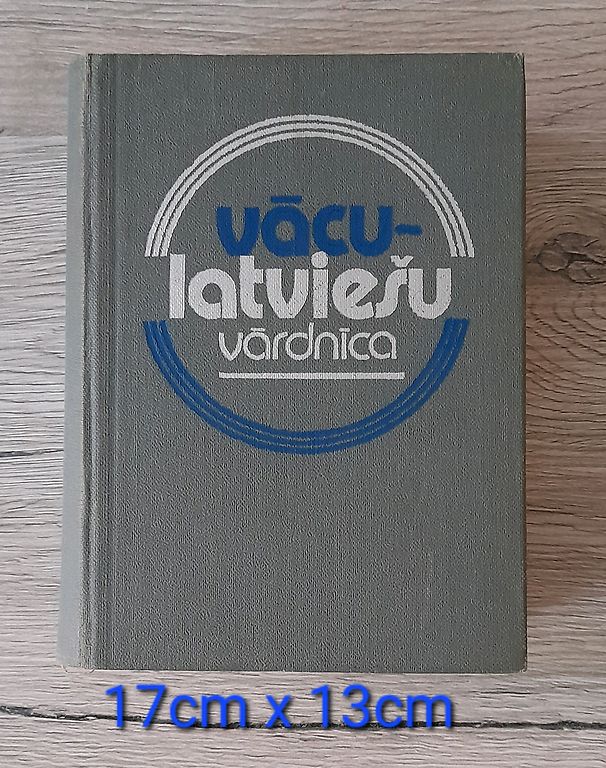 vācu-
latviešu
vārdnīca
17cm x 13cm